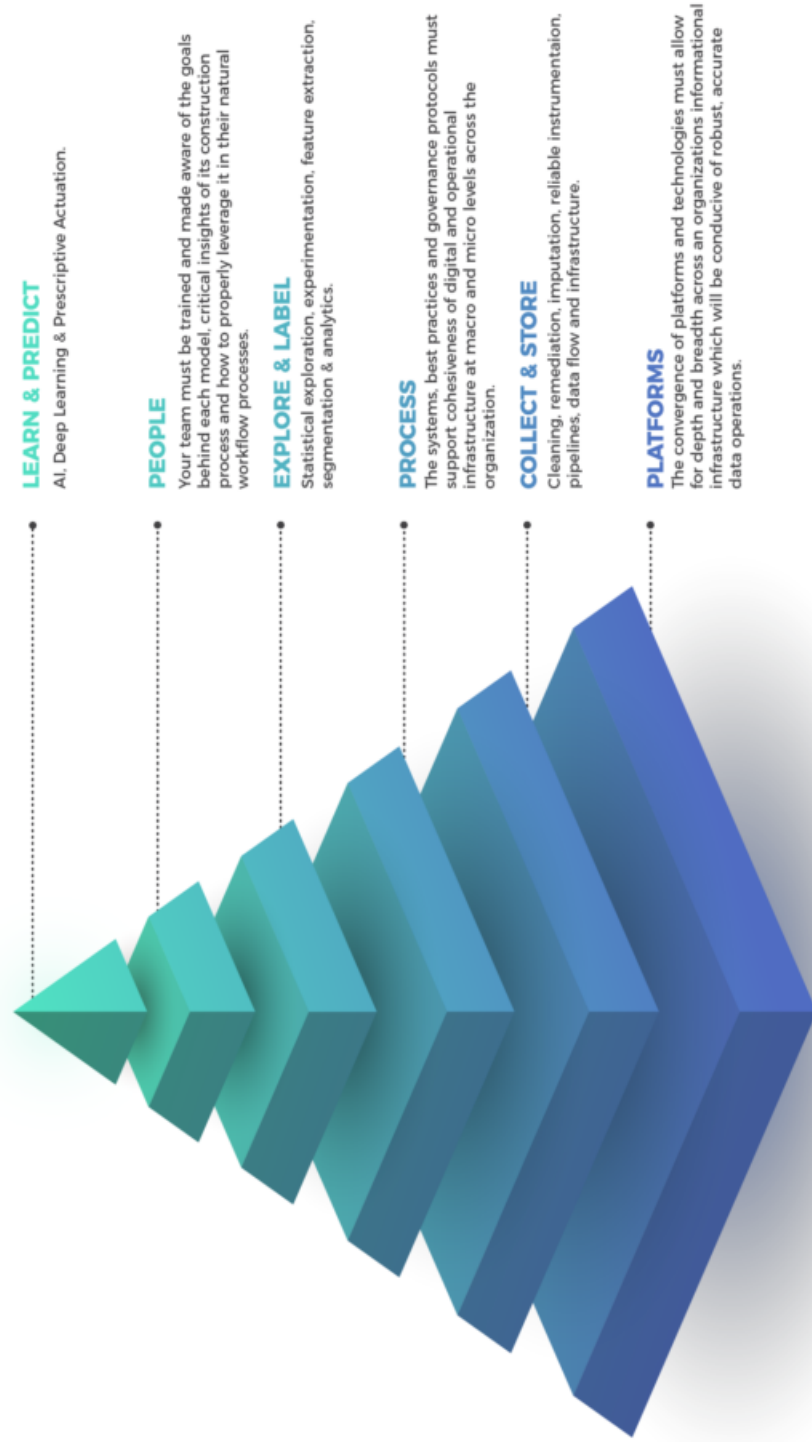 LEARN & PREDICT
AI, Deep Learning & Prescriptive Actuation.
PEOPLE
Your team must be trained and made aware of the goals
behind each model, critical insights of its construction
process and how to properly leverage it in their natural
workflow processes.
EXPLORE & LABEL
Statistical exploration, experimentation, feature extraction,
segmentation & analytics.
PROCESS
The systems, best practices and governance protocols must
support cohesiveness of digital and operational
infrastructure at macro and micro levels across the
organization.
COLLECT & STORE
Cleaning, remediation, imputation, reliable instrumentaion,
pipelines, data flow and infrastructure.
PLATFORMS
The convergence of platforms and technologies must allow
for depth and breadth across an organizations informational
infrastructure which will be conducive of robust, accurate
data operations.